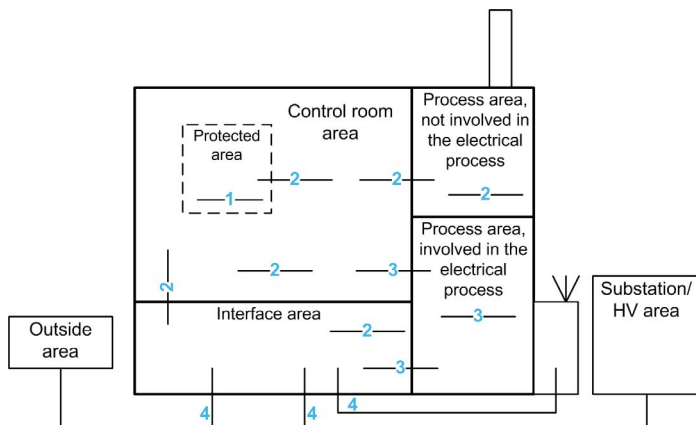 Control room
area
Protected
area
1
2
2
2
3
2
Process area,
not involved in
the electrical
process
2
Process area,
involved in the
electrical
process
3
Interface area
2
3
Outside
area
Substation/
HV area
4
4
4